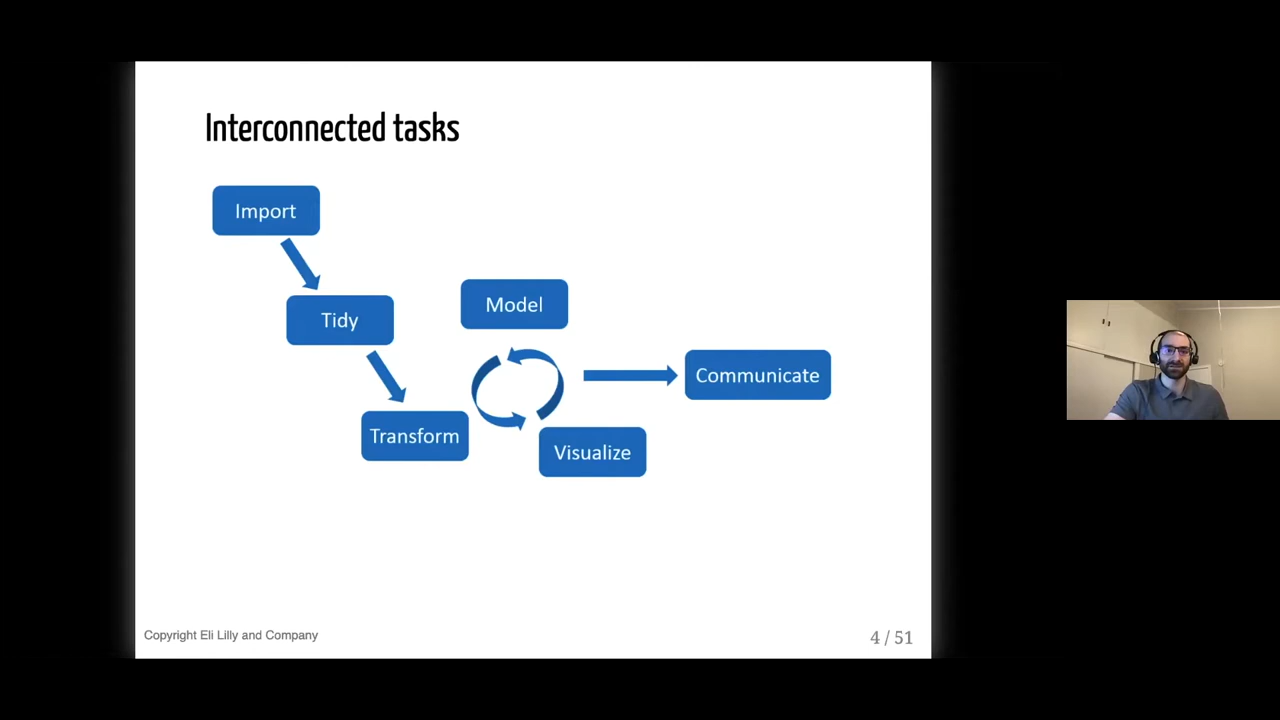 Interconnected tasks
Import
Tidy
Model
Transform
Visualize
Communicate
Copyright Eli Lilly and Company
4 / 51